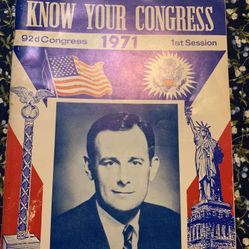 KNOW YOUR CONGRESS
92d Congress 1971 1st Session